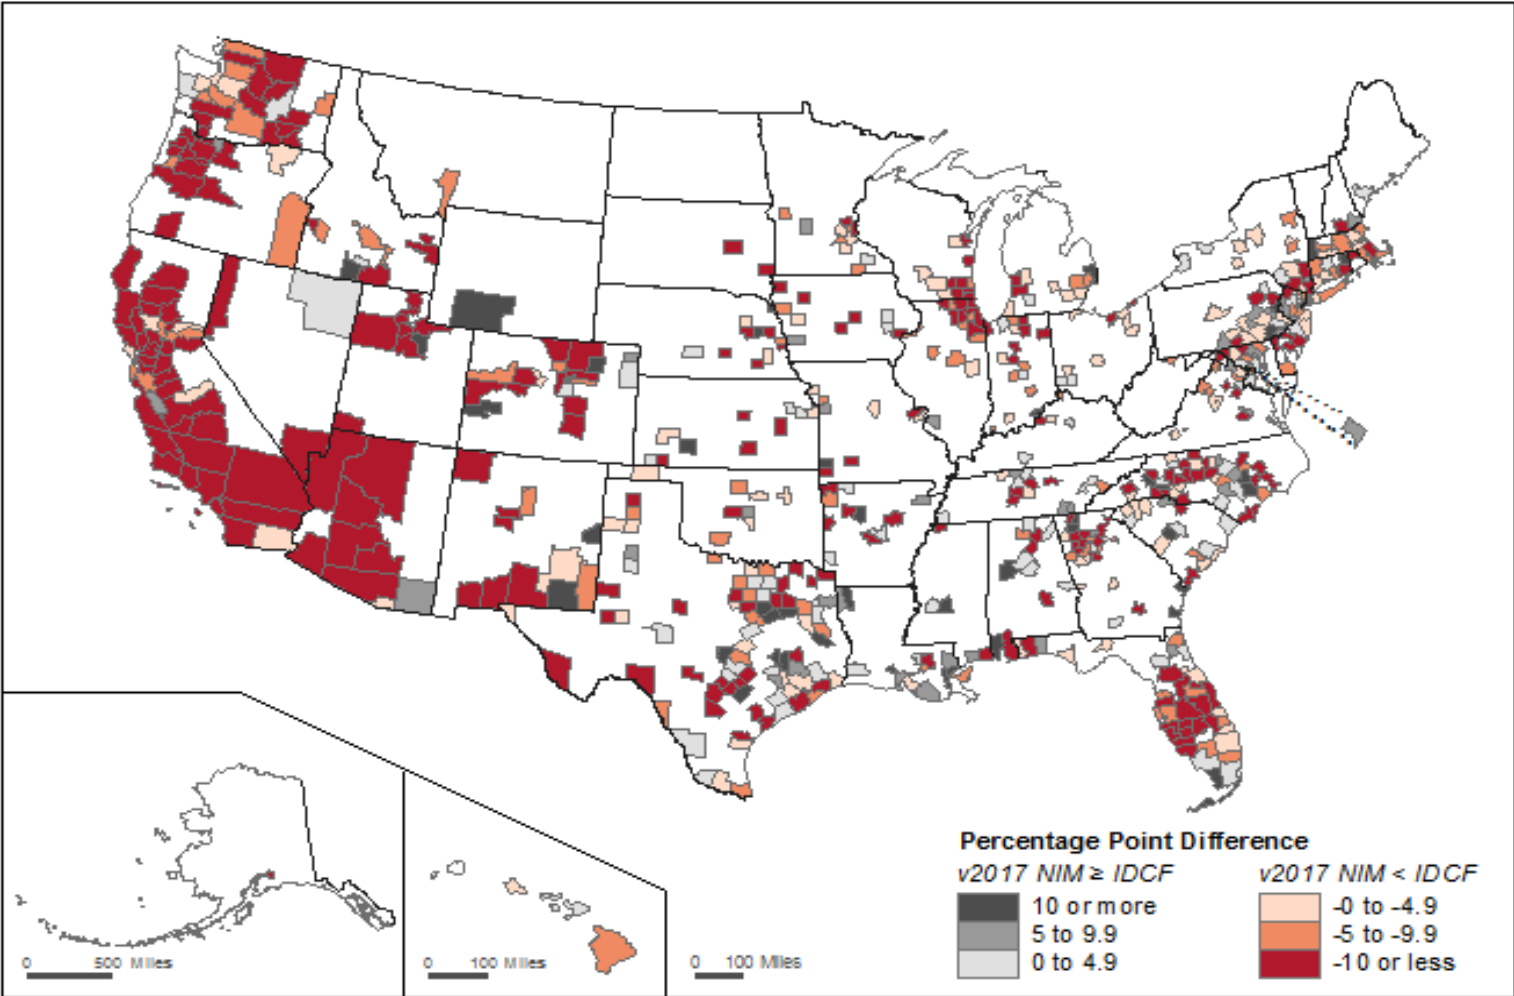 Percentage Point Difference
v2017 NIM ≥ IDCF
10 or more
5 to 9.9
0 to 4.9
v2017 NIM < IDCF
-0 to -4.9
-5 to -9.9
-10 or less
0 500 Miles
0 100 Miles
0 100 Miles